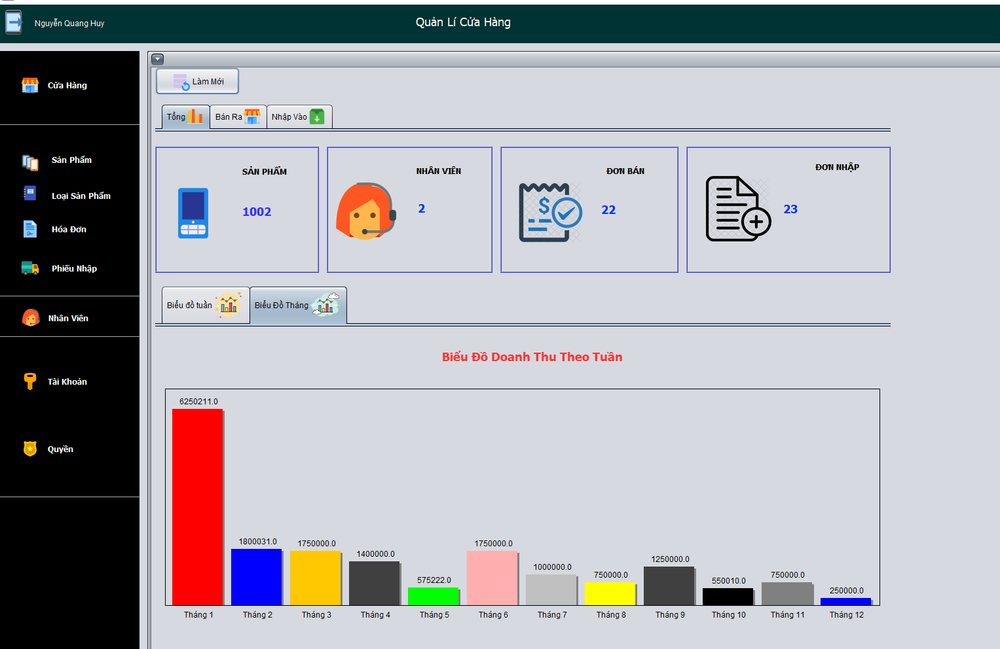 Nguyễn Quang Huy
Quản Lí Cửa Hàng
Cửa Hàng
Sản Phẩm
Loại Sản Phẩm
Hóa Đơn
Phiếu Nhập
Nhân Viên
Tài Khoản
Quyền
Làm Mới
Tổng
Bán Ra
Nhập Vào
SẢN PHẨM
1002
NHÂN VIÊN
2
ĐƠN BÁN
22
ĐƠN NHẬP
23
Biểu đồ tuần
Biểu Đồ Tháng
Biểu Đồ Doanh Thu Theo Tuần
6250211.0
1800031.0
1750000.0
1400000.0
575222.0
1750000.0
1000000.0
750000.0
1250000.0
550010.0
750000.0
250000.0
Tháng 1
Tháng 2
Tháng 3
Tháng 4
Tháng 5
Tháng 6
Tháng 7
Tháng 8
Tháng 9
Tháng 10
Tháng 11
Tháng 12